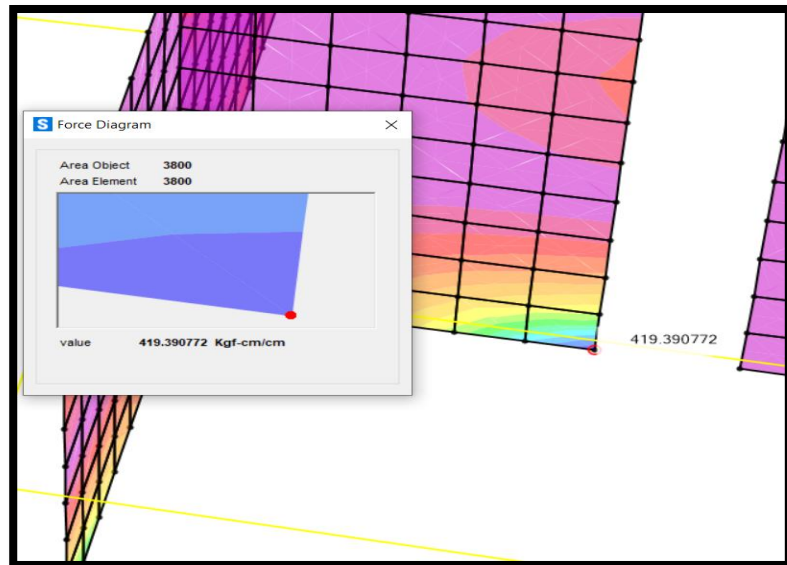 S Force Diagram
Area Object 3800
Area Element 3800
value 419.390772 Kgf-cm/cm
419.390772